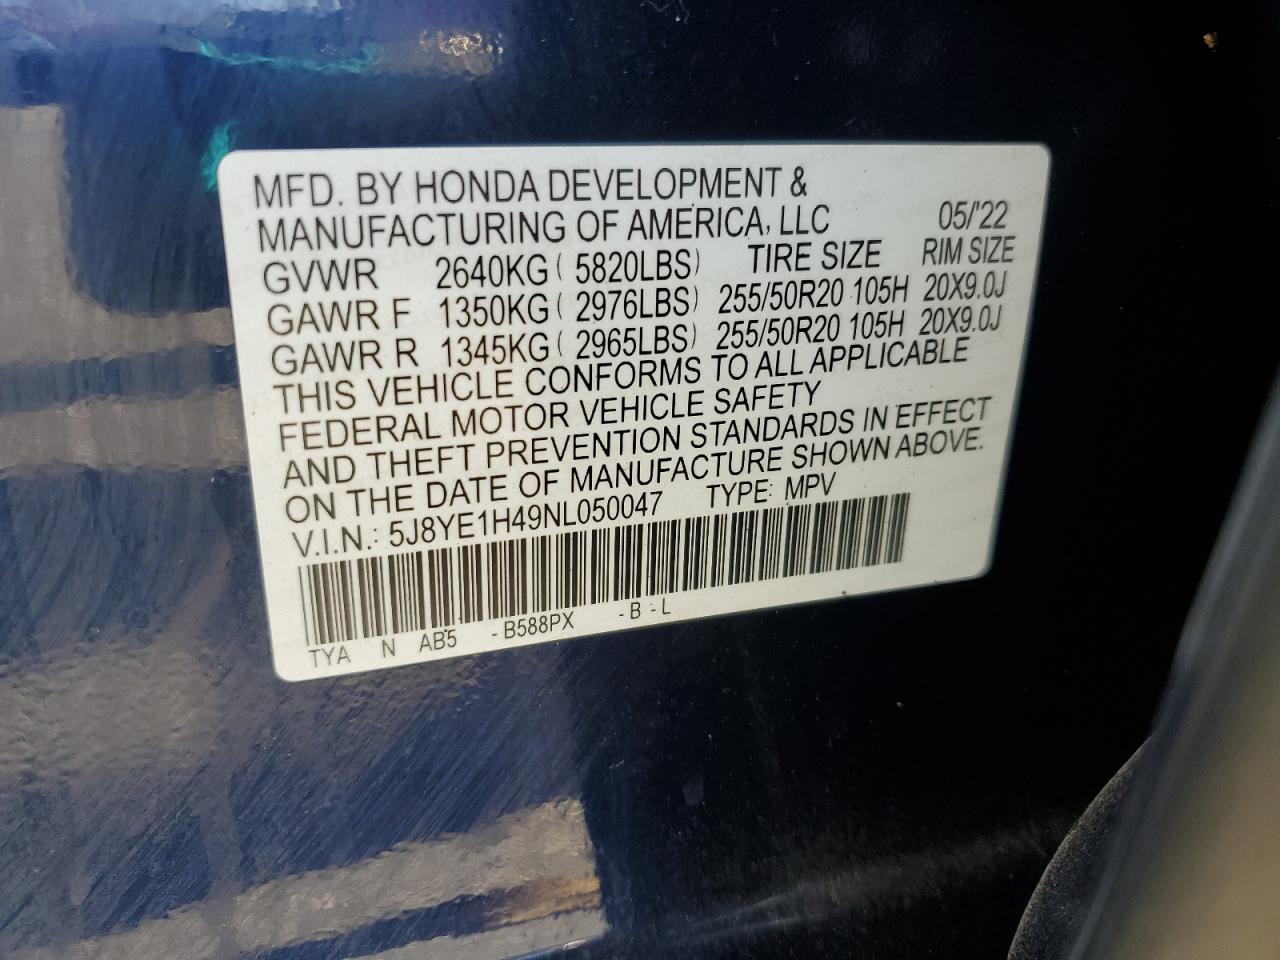 MFD. BY HONDA DEVELOPMENT &
MANUFACTURING OF AMERICA, LLC 05/'22
GVWR 2640KG ( 5820LBS) TIRE SIZE RIM SIZE
GAWR F 1350KG ( 2976LBS) 255/50R20 105H 20X9.0J
GAWR R 1345KG ( 2965LBS) 255/50R20 105H 20X9.0J
THIS VEHICLE CONFORMS TO ALL APPLICABLE
FEDERAL MOTOR VEHICLE SAFETY
AND THEFT PREVENTION STANDARDS IN EFFECT
ON THE DATE OF MANUFACTURE SHOWN ABOVE.
V.I.N.: 5J8YE1H49NL050047 TYPE: MPV
TYA N AB5 -B588PX -B -L